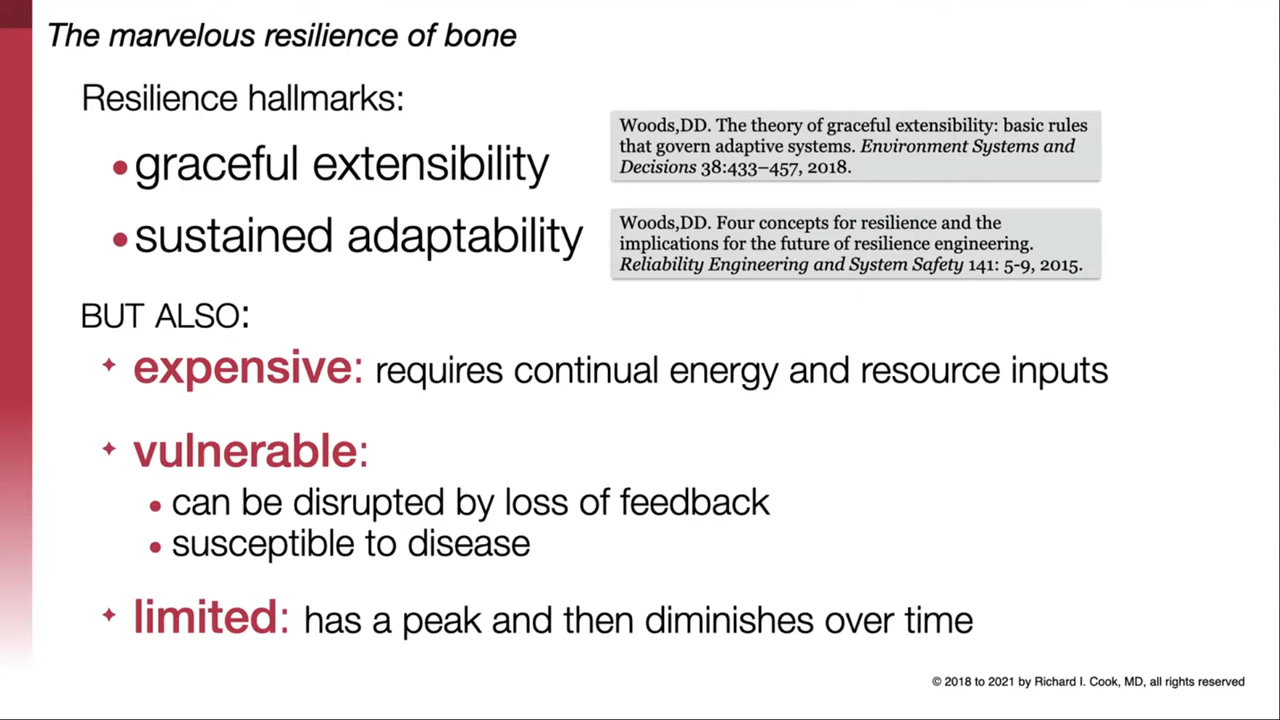 The marvelous resilience of bone
Resilience hallmarks:
• graceful extensibility
Woods,DD. The theory of graceful extensibility: basic rules
that govern adaptive systems. Environment Systems and
Decisions 38:433–457, 2018.
• sustained adaptability
Woods,DD. Four concepts for resilience and the
implications for the future of resilience engineering.
Reliability Engineering and System Safety 141: 5-9, 2015.
BUT ALSO:
✦ expensive: requires continual energy and resource inputs
✦ vulnerable:
• can be disrupted by loss of feedback
• susceptible to disease
✦ limited: has a peak and then diminishes over time
© 2018 to 2021 by Richard I. Cook, MD, all rights reserved